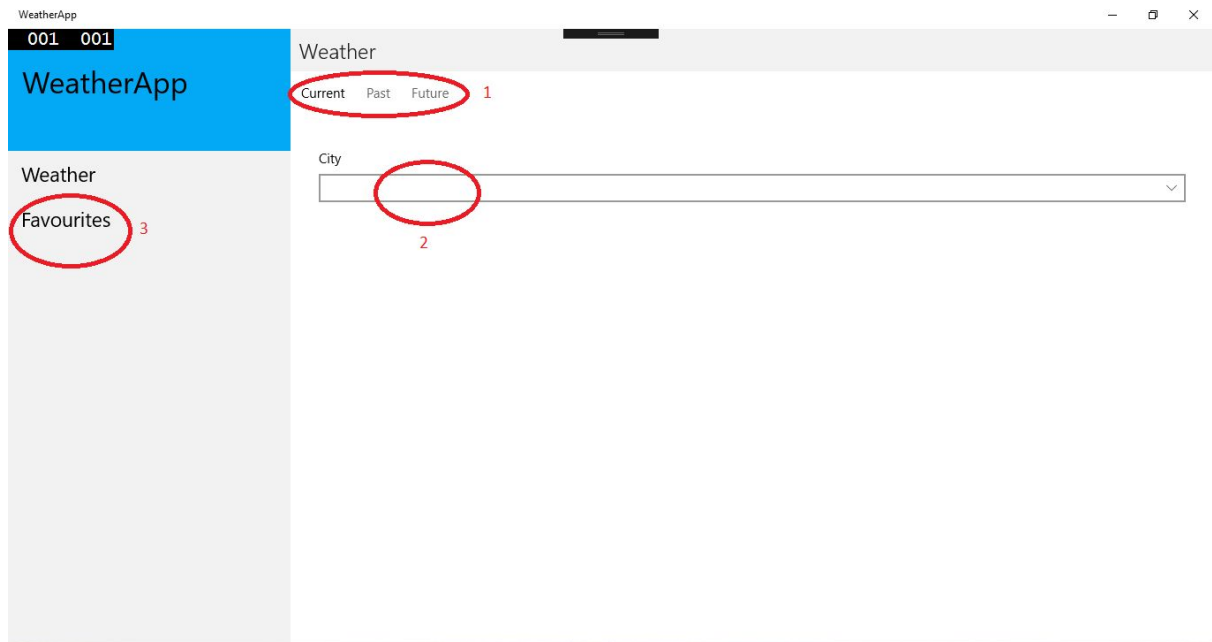 WeatherApp
001 001
WeatherApp
Weather
Favourites
3
Weather
Current Past Future 1
City
2